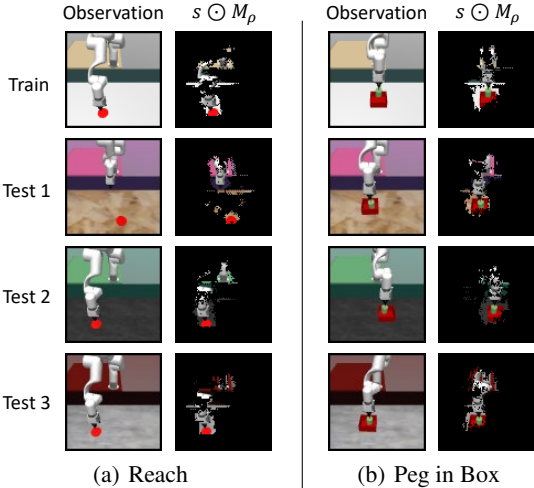 Observation s ⊙ M_ρ Observation s ⊙ M_ρ
Train
Test 1
Test 2
Test 3
(a) Reach (b) Peg in Box